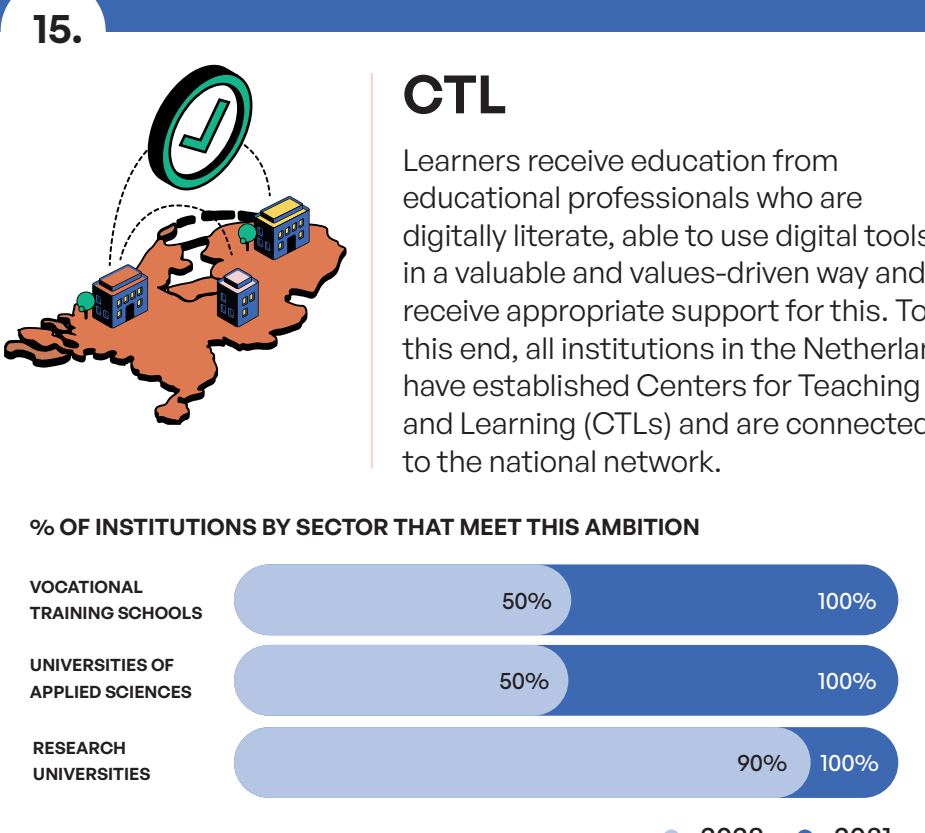 15.
CTL
Learners receive education from
educational professionals who are
digitally literate, able to use digital tools
in a valuable and values-driven way and
receive appropriate support for this. To
this end, all institutions in the
have established Centers for Teaching
and Learning (CTLs) and are connected
to the national network.
% OF INSTITUTIONS BY SECTOR THAT MEET THIS AMBITION
VOCATIONAL
TRAINING SCHOOLS
50%
100%
UNIVERSITIES OF
APPLIED SCIENCES
50%
100%
RESEARCH
UNIVERSITIES
90%
100%